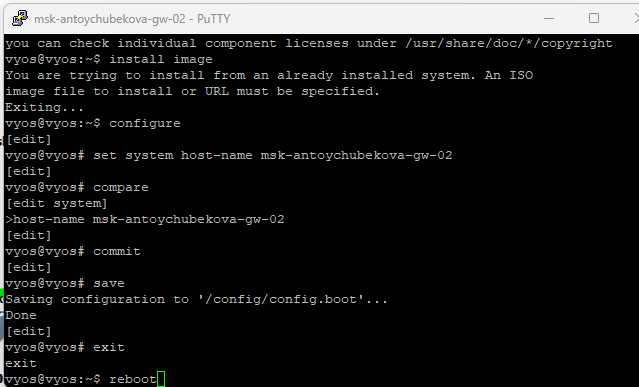 msk-antoychubekova-gw-02 - PuTTY
you can check individual component licenses under /usr/share/doc/*/copyright
vyos@vyos:~$ install image
You are trying to install from an already installed system. An ISO
image file to install or URL must be specified.
Exiting...
vyos@vyos:~$ configure
[edit]
vyos@vyos# set system host-name msk-antoychubekova-gw-02
[edit]
vyos@vyos# compare
[edit system]
>host-name msk-antoychubekova-gw-02
[edit]
vyos@vyos# commit
[edit]
vyos@vyos# save
Saving configuration to '/config/config.boot'...
Done
[edit]
vyos@vyos# exit
exit
vyos@vyos:~$ reboot